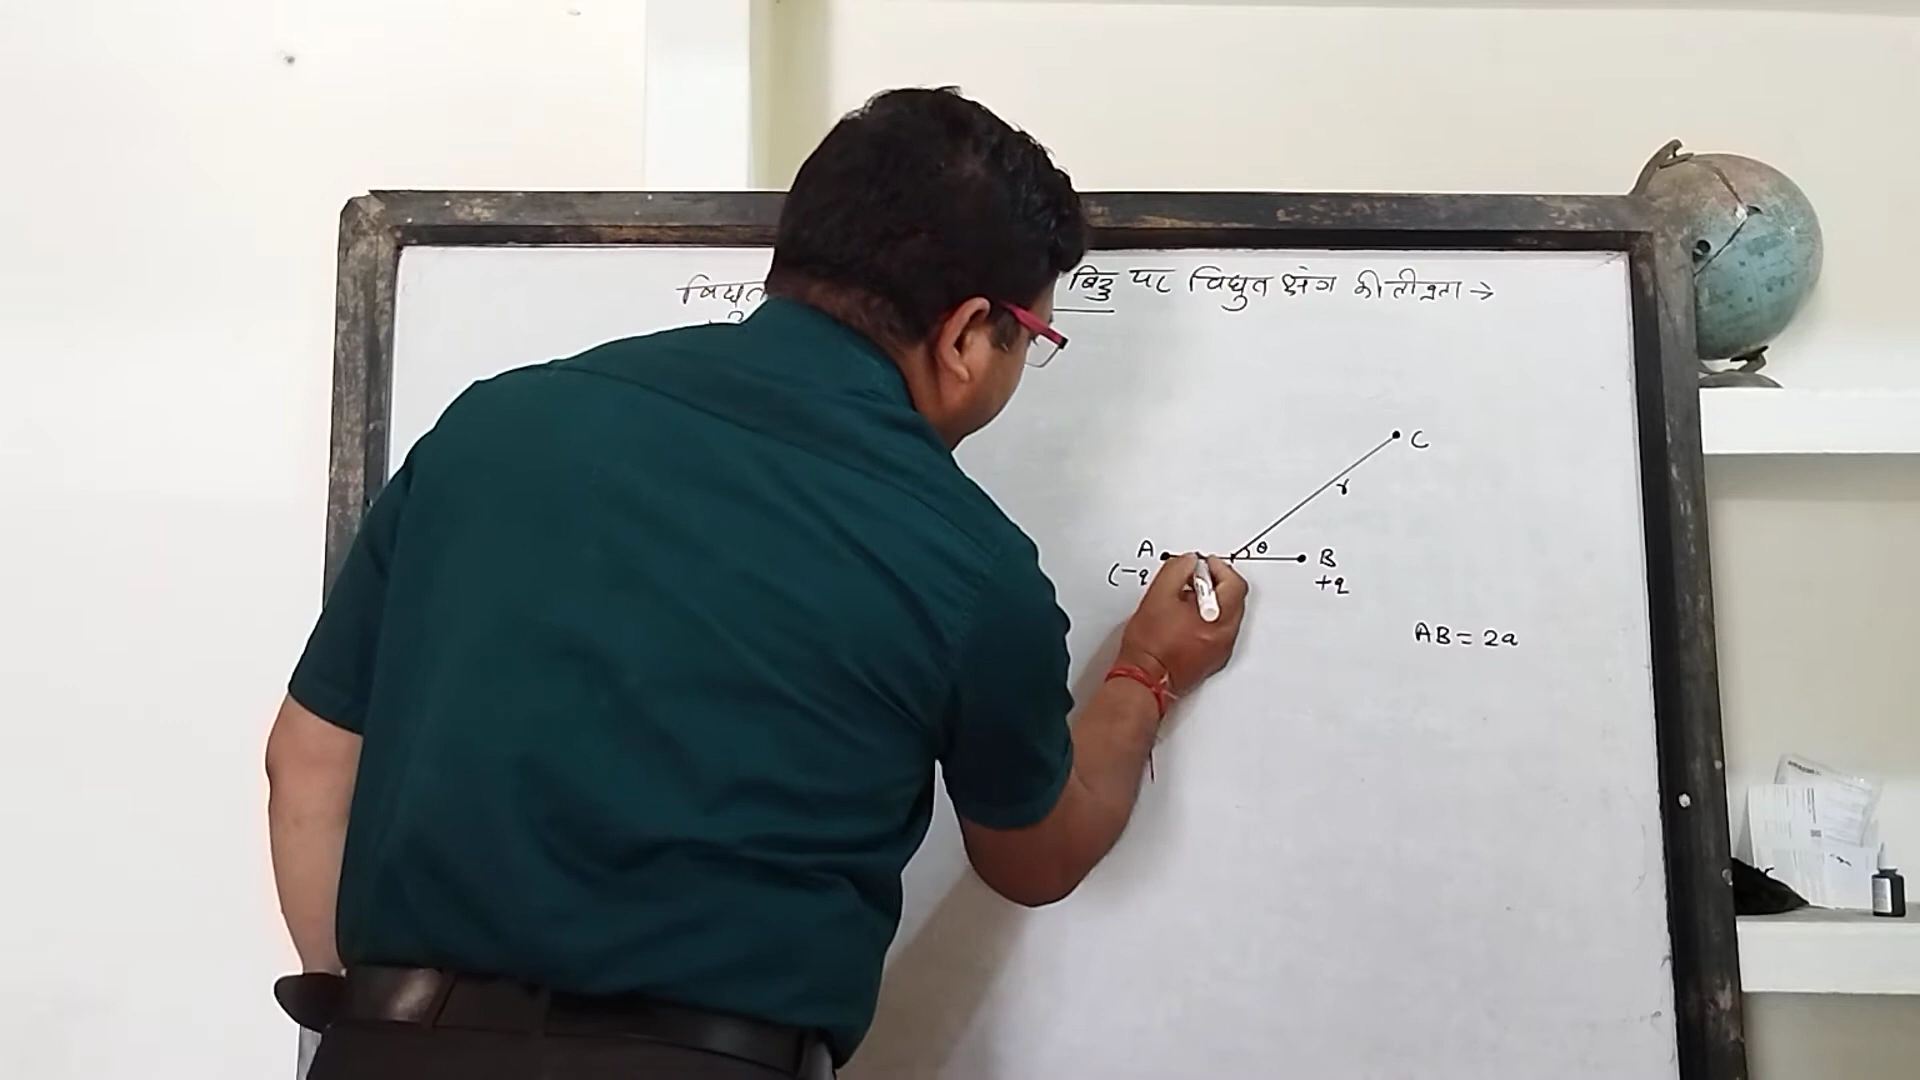 विद्युत बिन्दु पर विद्युत क्षेत्र की तीव्रता →
C
r
A θ B
(-q +q
AB = 2a